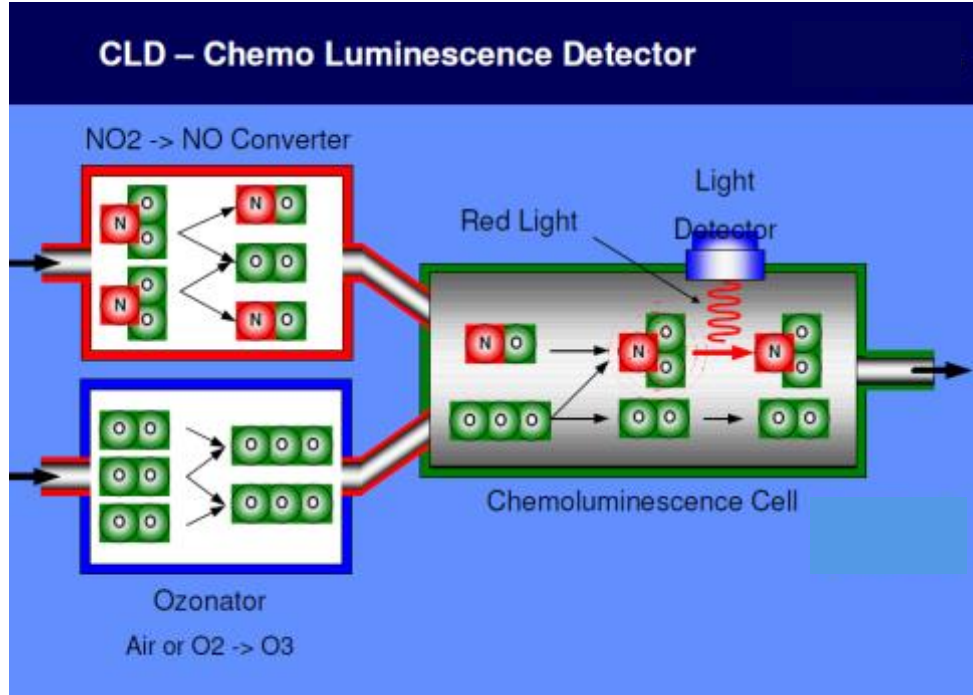 CLD – Chemo Luminescence Detector
NO2 -> NO Converter
N O O
N O
O O
N O O
N O
Light
Detector
Red Light
N O
N O O
N O O
O O O
O O
O O
Chemoluminescence Cell
O O
O O
O O
O O O
O O O
Ozonator
Air or O2 -> O3